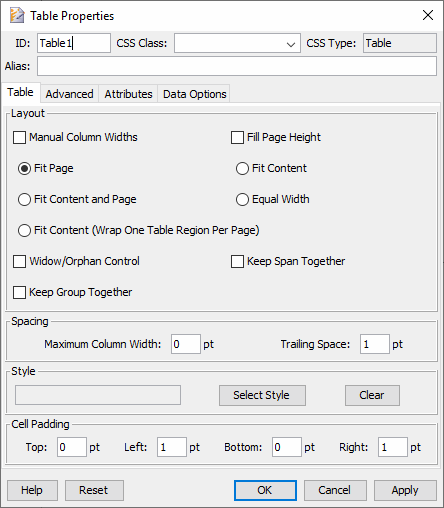 Table Properties
ID: Table1 CSS Class: CSS Type: Table
Alias:
Table Advanced Attributes Data Options
Layout
Manual Column Widths Fill Page Height
Fit Page Fit Content
Fit Content and Page Equal Width
Fit Content (Wrap One Table Region Per Page)
Widow/Orphan Control Keep Span Together
Keep Group Together
Spacing
Maximum Column Width: 0 pt Trailing Space: 1 pt
Style
Select Style Clear
Cell Padding
Top: 0 pt Left: 1 pt Bottom: 0 pt Right: 1 pt
Help Reset OK Cancel Apply